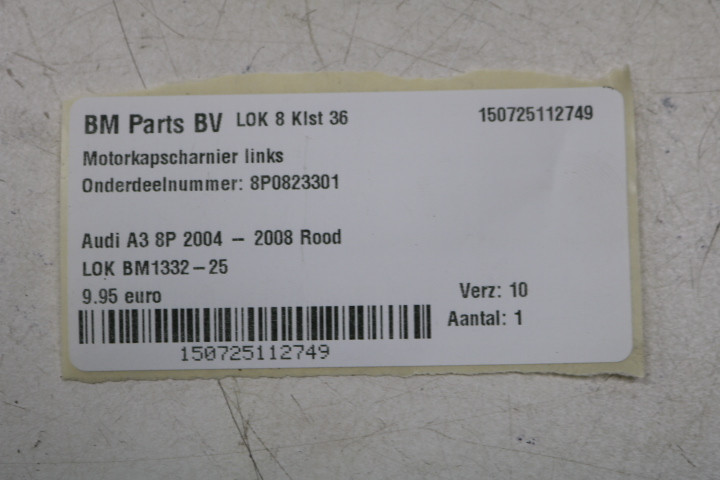 BM Parts BV LOK 8 Klst 36 150725112749
Motorkapscharnier links
Onderdeelnummer: 8P0823301
Audi A3 8P 2004 – 2008 Rood
LOK BM1332–25
9.95 euro Verz: 10
Aantal: 1
150725112749